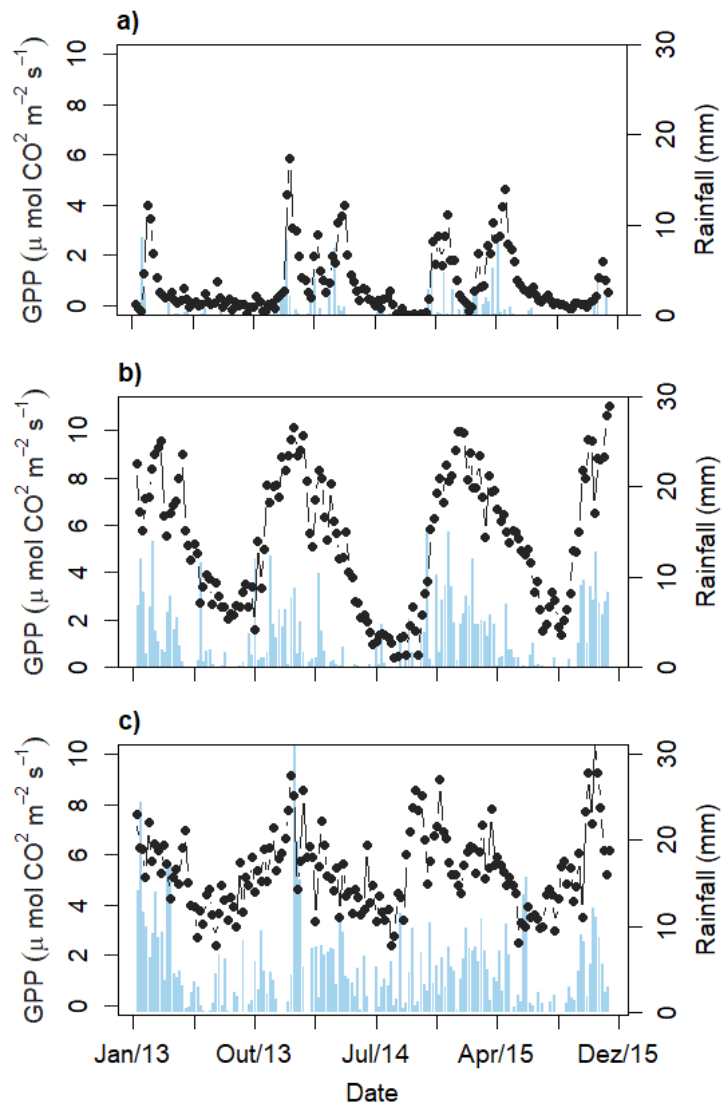 a)
GPP (μ mol CO² m⁻² s⁻¹)
0 2 4 6 8 10
0 10 20 30
Rainfall (mm)
b)
GPP (μ mol CO² m⁻² s⁻¹)
0 2 4 6 8 10
0 10 20 30
Rainfall (mm)
c)
GPP (μ mol CO² m⁻² s⁻¹)
0 2 4 6 8 10
0 10 20 30
Rainfall (mm)
Jan/13 Out/13 Jul/14 Apr/15 Dez/15
Date